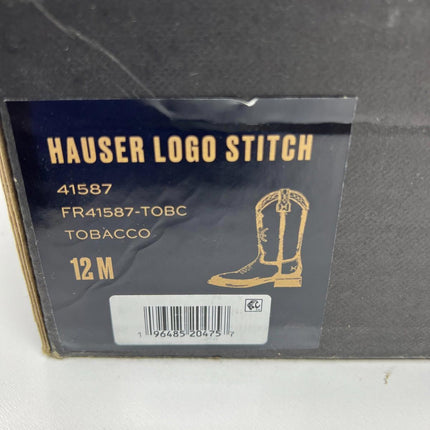 HAUSER LOGO STITCH
41587
FR41587-TOBC
TOBACCO
12 M
1 96485 20475 7